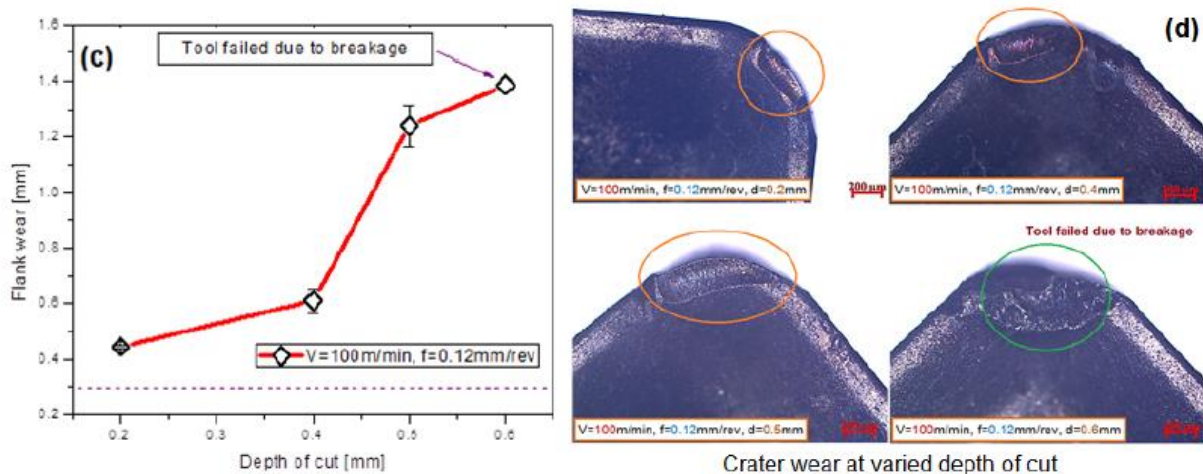 1.6
(c)
Tool failed due to breakage
1.4
1.2
1.0
0.8
0.6
0.4
0.2
Flank wear [mm]
V=100m/min, f=0.12mm/rev
0.2 0.3 0.4 0.5 0.6
Depth of cut [mm]
(d)
V=100m/min, f=0.12mm/rev, d=0.2mm
200 µm
V=100m/min, f=0.12mm/rev, d=0.4mm
Tool failed due to breakage
V=100m/min, f=0.12mm/rev, d=0.5mm
V=100m/min, f=0.12mm/rev, d=0.6mm
Crater wear at varied depth of cut